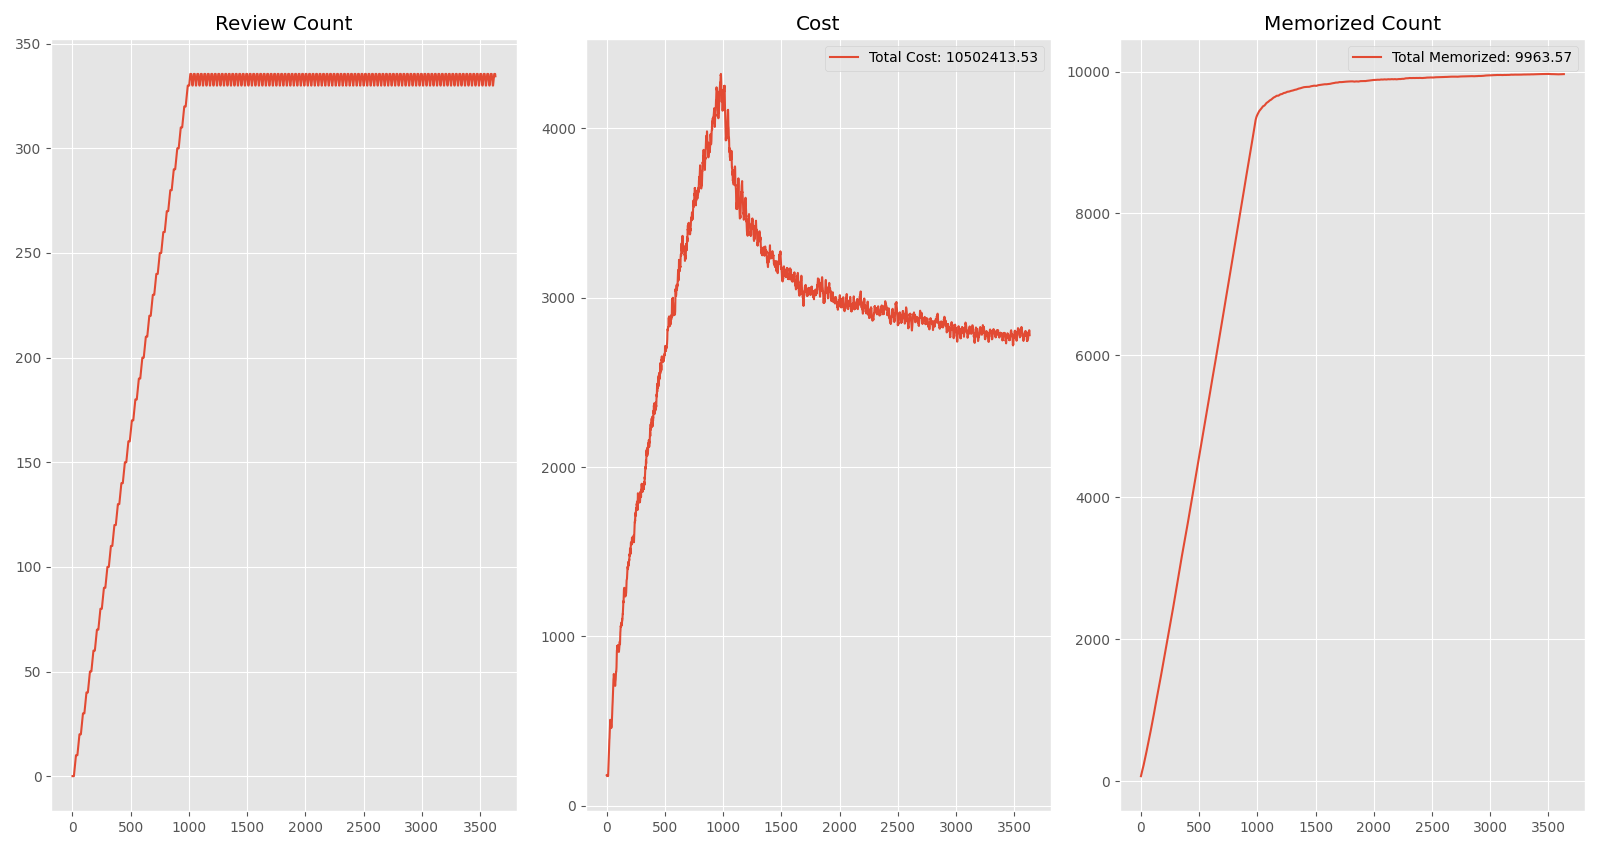 Review Count
350
300
250
200
150
100
50
0
0 500 1000 1500 2000 2500 3000 3500
Cost
Total Cost: 10502413.53
4000
3000
2000
1000
0
0 500 1000 1500 2000 2500 3000 3500
Memorized Count
Total Memorized: 9963.57
10000
8000
6000
4000
2000
0
0 500 1000 1500 2000 2500 3000 3500